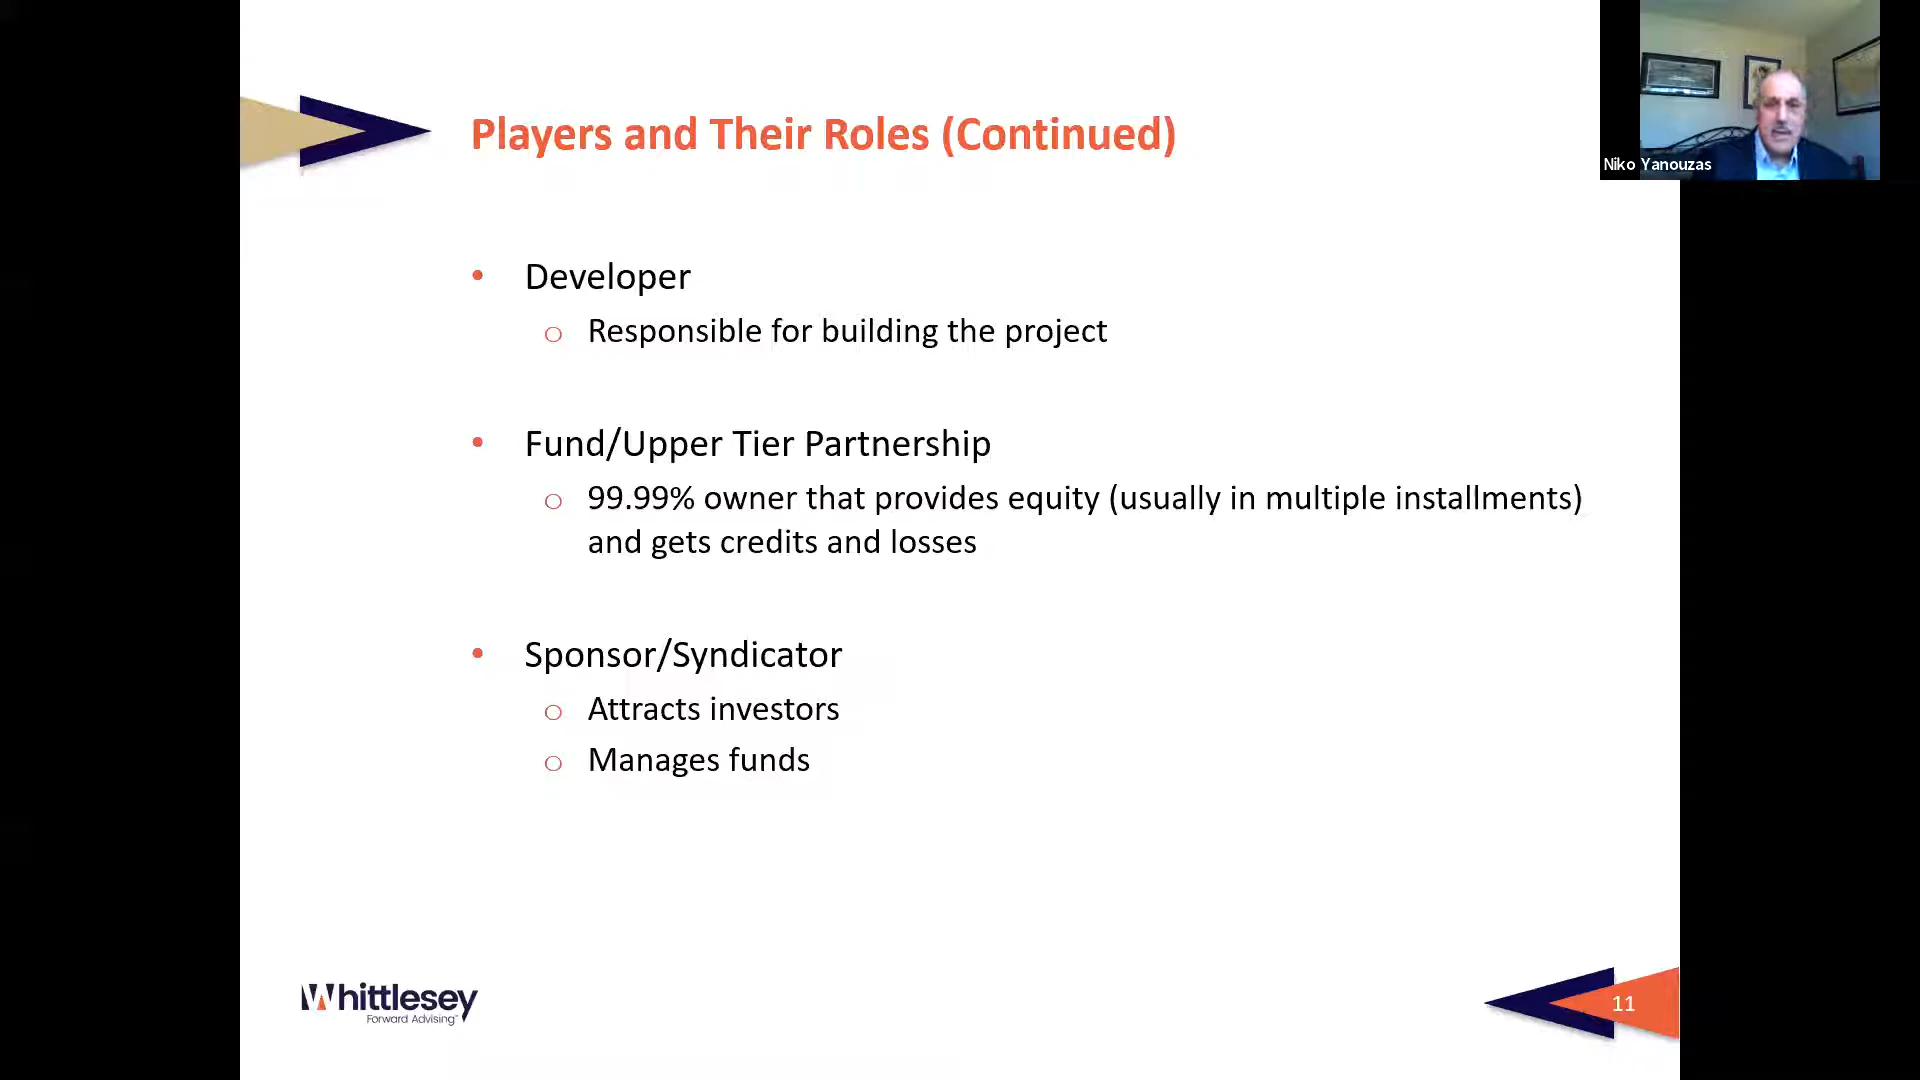 Players and Their Roles (Continued)
Niko Yanouzas
• Developer
o Responsible for building the project
• Fund/Upper Tier Partnership
o 99.99% owner that provides equity (usually in multiple installments)
and gets credits and losses
• Sponsor/Syndicator
o Attracts investors
o Manages funds
Whittlesey
Forward Advising™
11